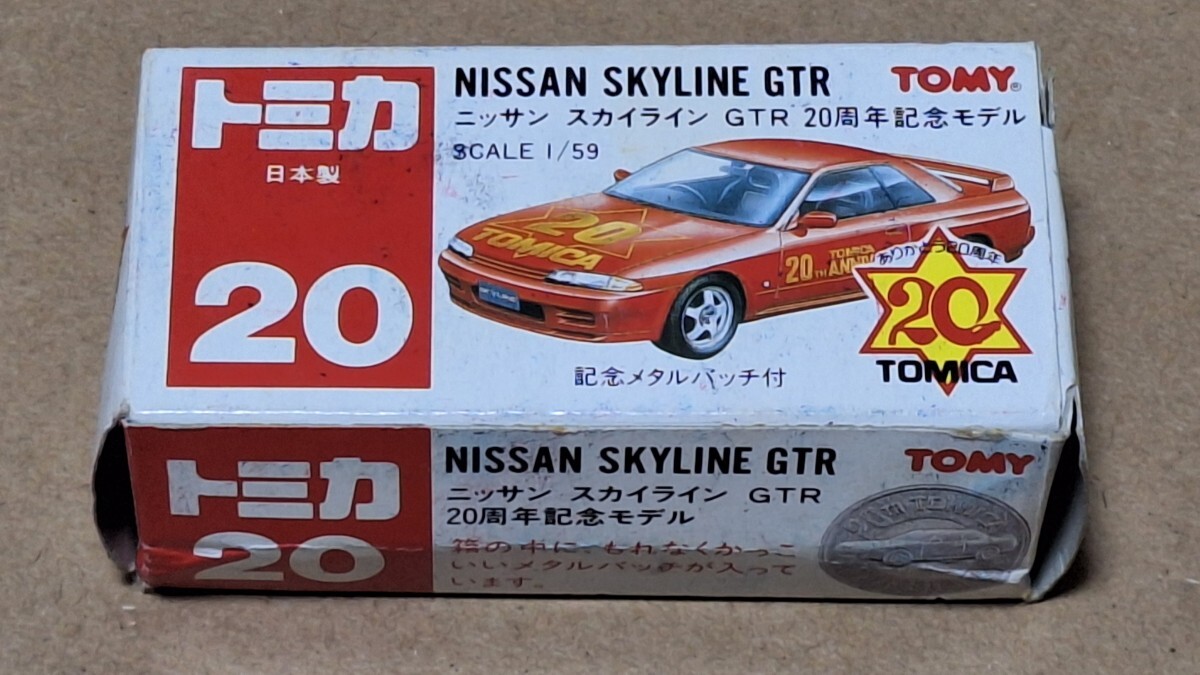 トミカ
日本製
20
NISSAN SKYLINE GTR
TOMY®
ニッサン スカイライン GTR 20周年記念モデル
SCALE 1/59
20
TOMICA
SKYLINE
TOMICA
20TH ANNIV
ありがとう20周年
20
TOMICA
記念メタルバッチ付
トミカ
20
NISSAN SKYLINE GTR
TOMY
ニッサン スカイライン GTR
20周年記念モデル
箱の中に、もれなくかっこ
いいメタルバッチが入って
います。